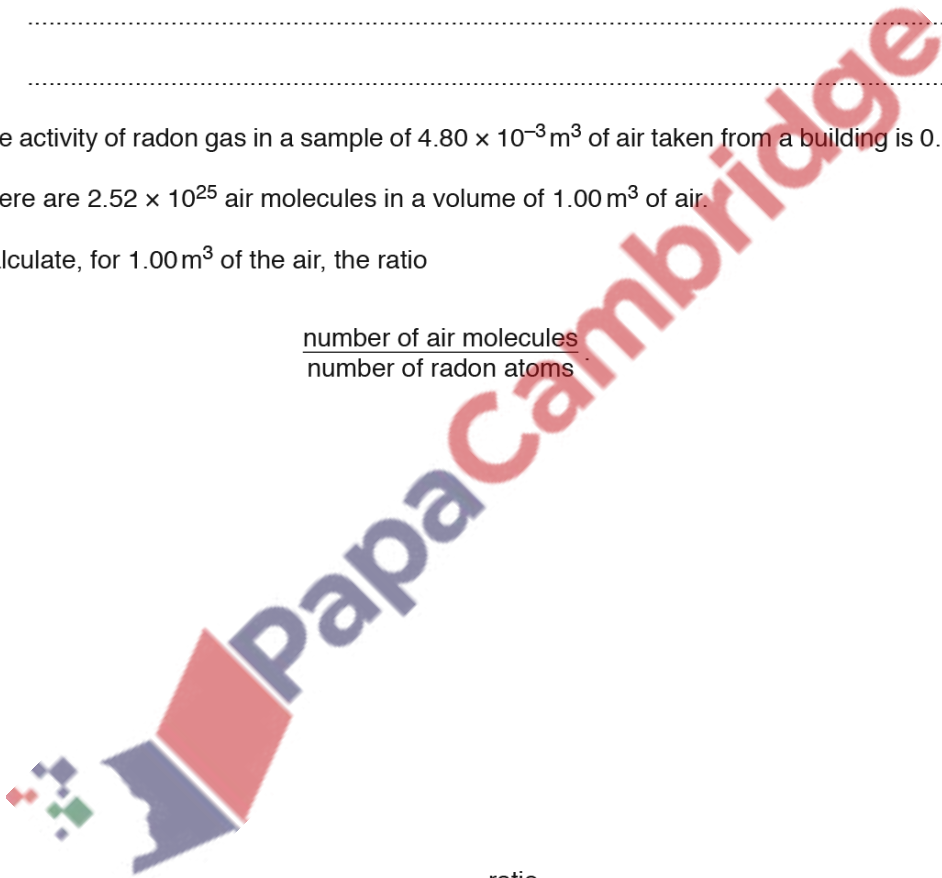 e activity of radon gas in a sample of 4.80 × 10⁻³ m³ of air taken from a building is 0.
ere are 2.52 × 10²⁵ air molecules in a volume of 1.00 m³ of air.
lculate, for 1.00 m³ of the air, the ratio
number of air molecules
number of radon atoms .
PapaCambridge
ratio